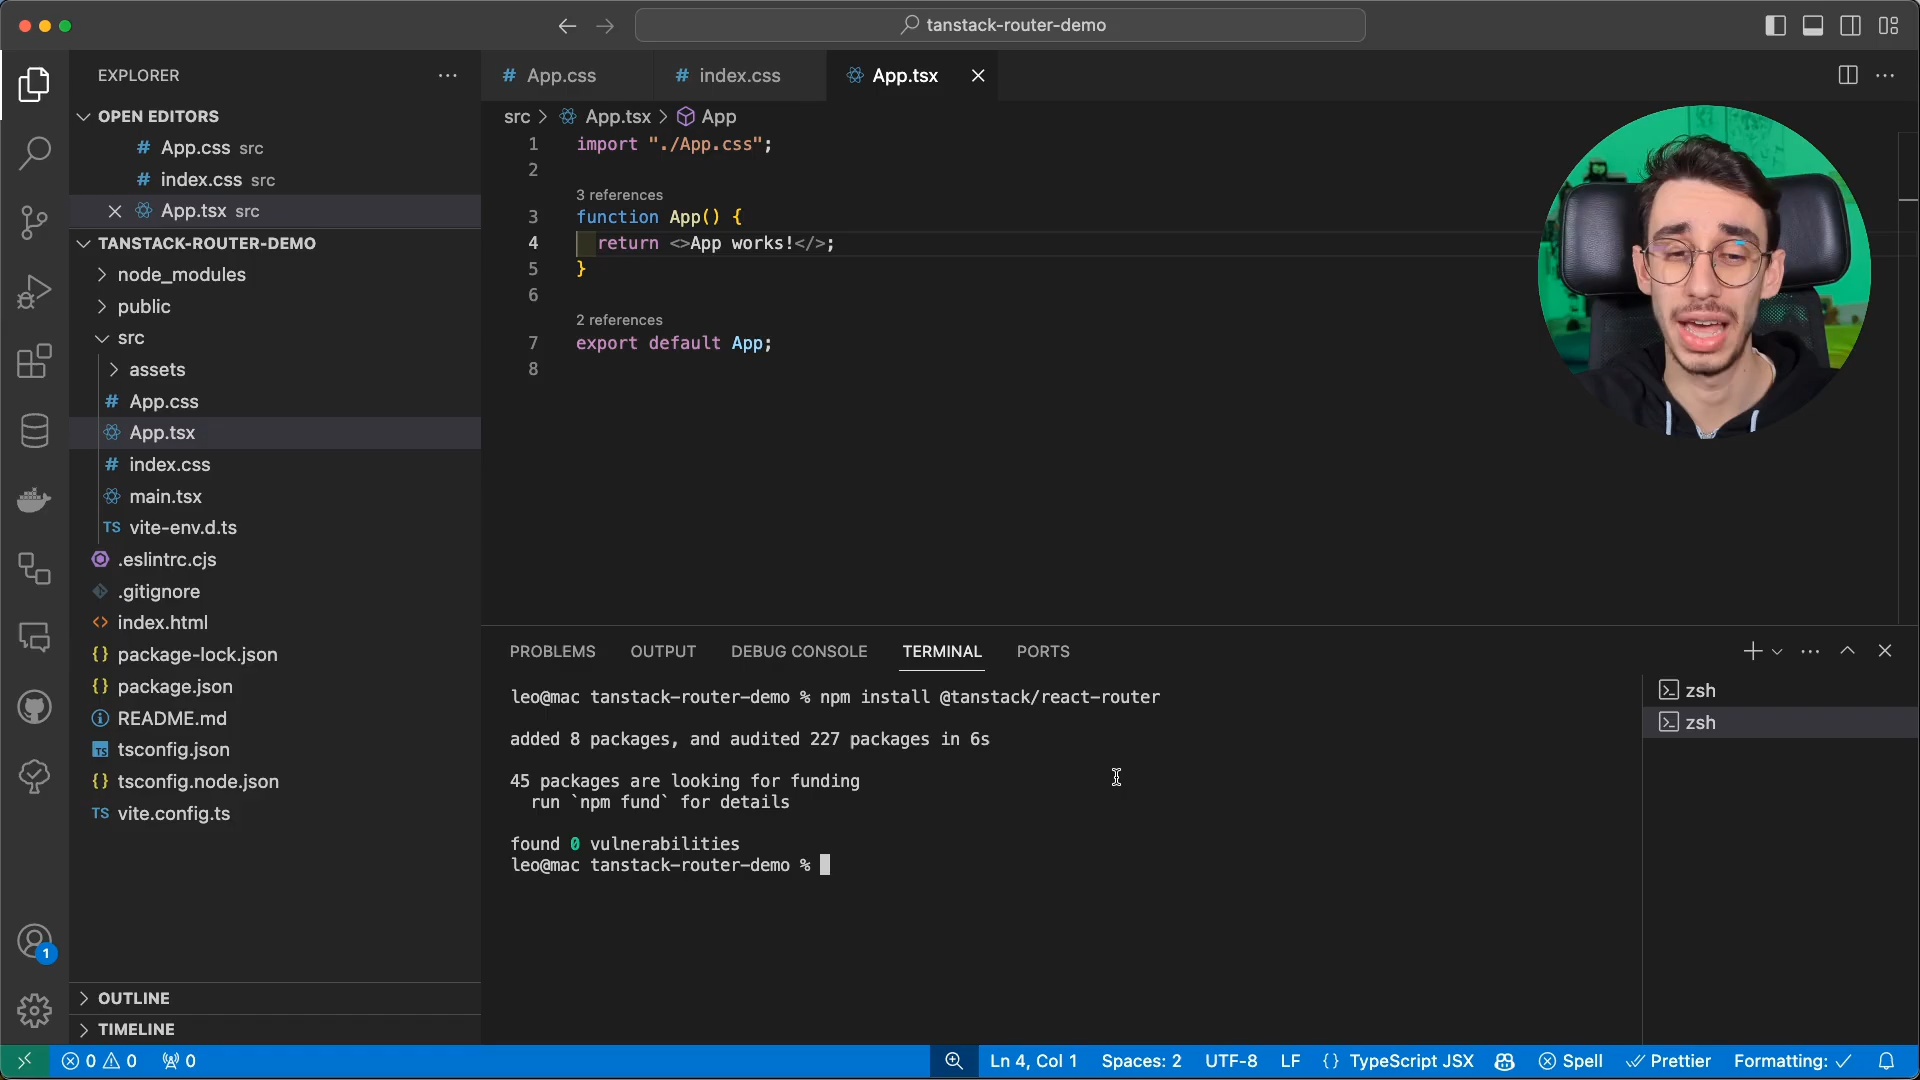 tanstack-router-demo
EXPLORER
OPEN EDITORS
# App.css src
# index.css src
App.tsx src
TANSTACK-ROUTER-DEMO
node_modules
public
src
assets
# App.css
App.tsx
# index.css
main.tsx
TS vite-env.d.ts
.eslintrc.cjs
.gitignore
<> index.html
{} package-lock.json
{} package.json
README.md
TS tsconfig.json
{} tsconfig.node.json
TS vite.config.ts
OUTLINE
TIMELINE
1
# App.css # index.css App.tsx
src > App.tsx > App
1 import "./App.css";
2
3 references
3 function App() {
4 return <>App works!</>;
5 }
6
2 references
7 export default App;
8
PROBLEMS OUTPUT DEBUG CONSOLE TERMINAL PORTS
leo@mac tanstack-router-demo % npm install @tanstack/react-router
added 8 packages, and audited 227 packages in 6s
45 packages are looking for funding
run `npm fund` for details
found 0 vulnerabilities
leo@mac tanstack-router-demo %
zsh
zsh
0 0 0 Ln 4, Col 1 Spaces: 2 UTF-8 LF {} TypeScript JSX Spell Prettier Formatting: ✓